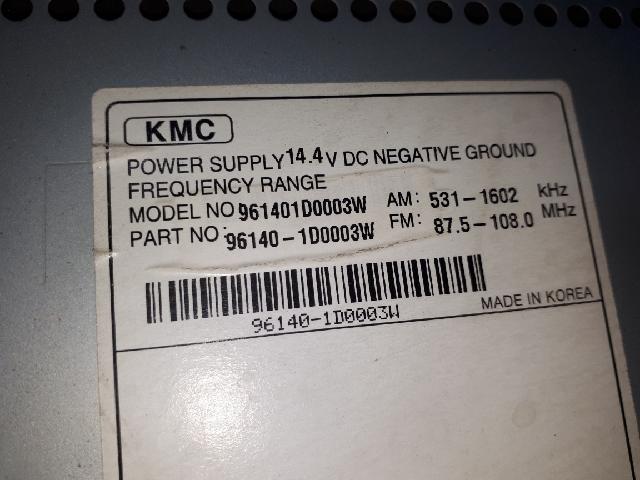 KMC
POWER SUPPLY 14.4V DC NEGATIVE GROUND
FREQUENCY RANGE
MODEL NO 961401D0003W AM: 531-1602 kHz
PART NO: 96140-1D0003W FM: 87.5-108.0 MHz
96140-1D0003W
MADE IN KOREA